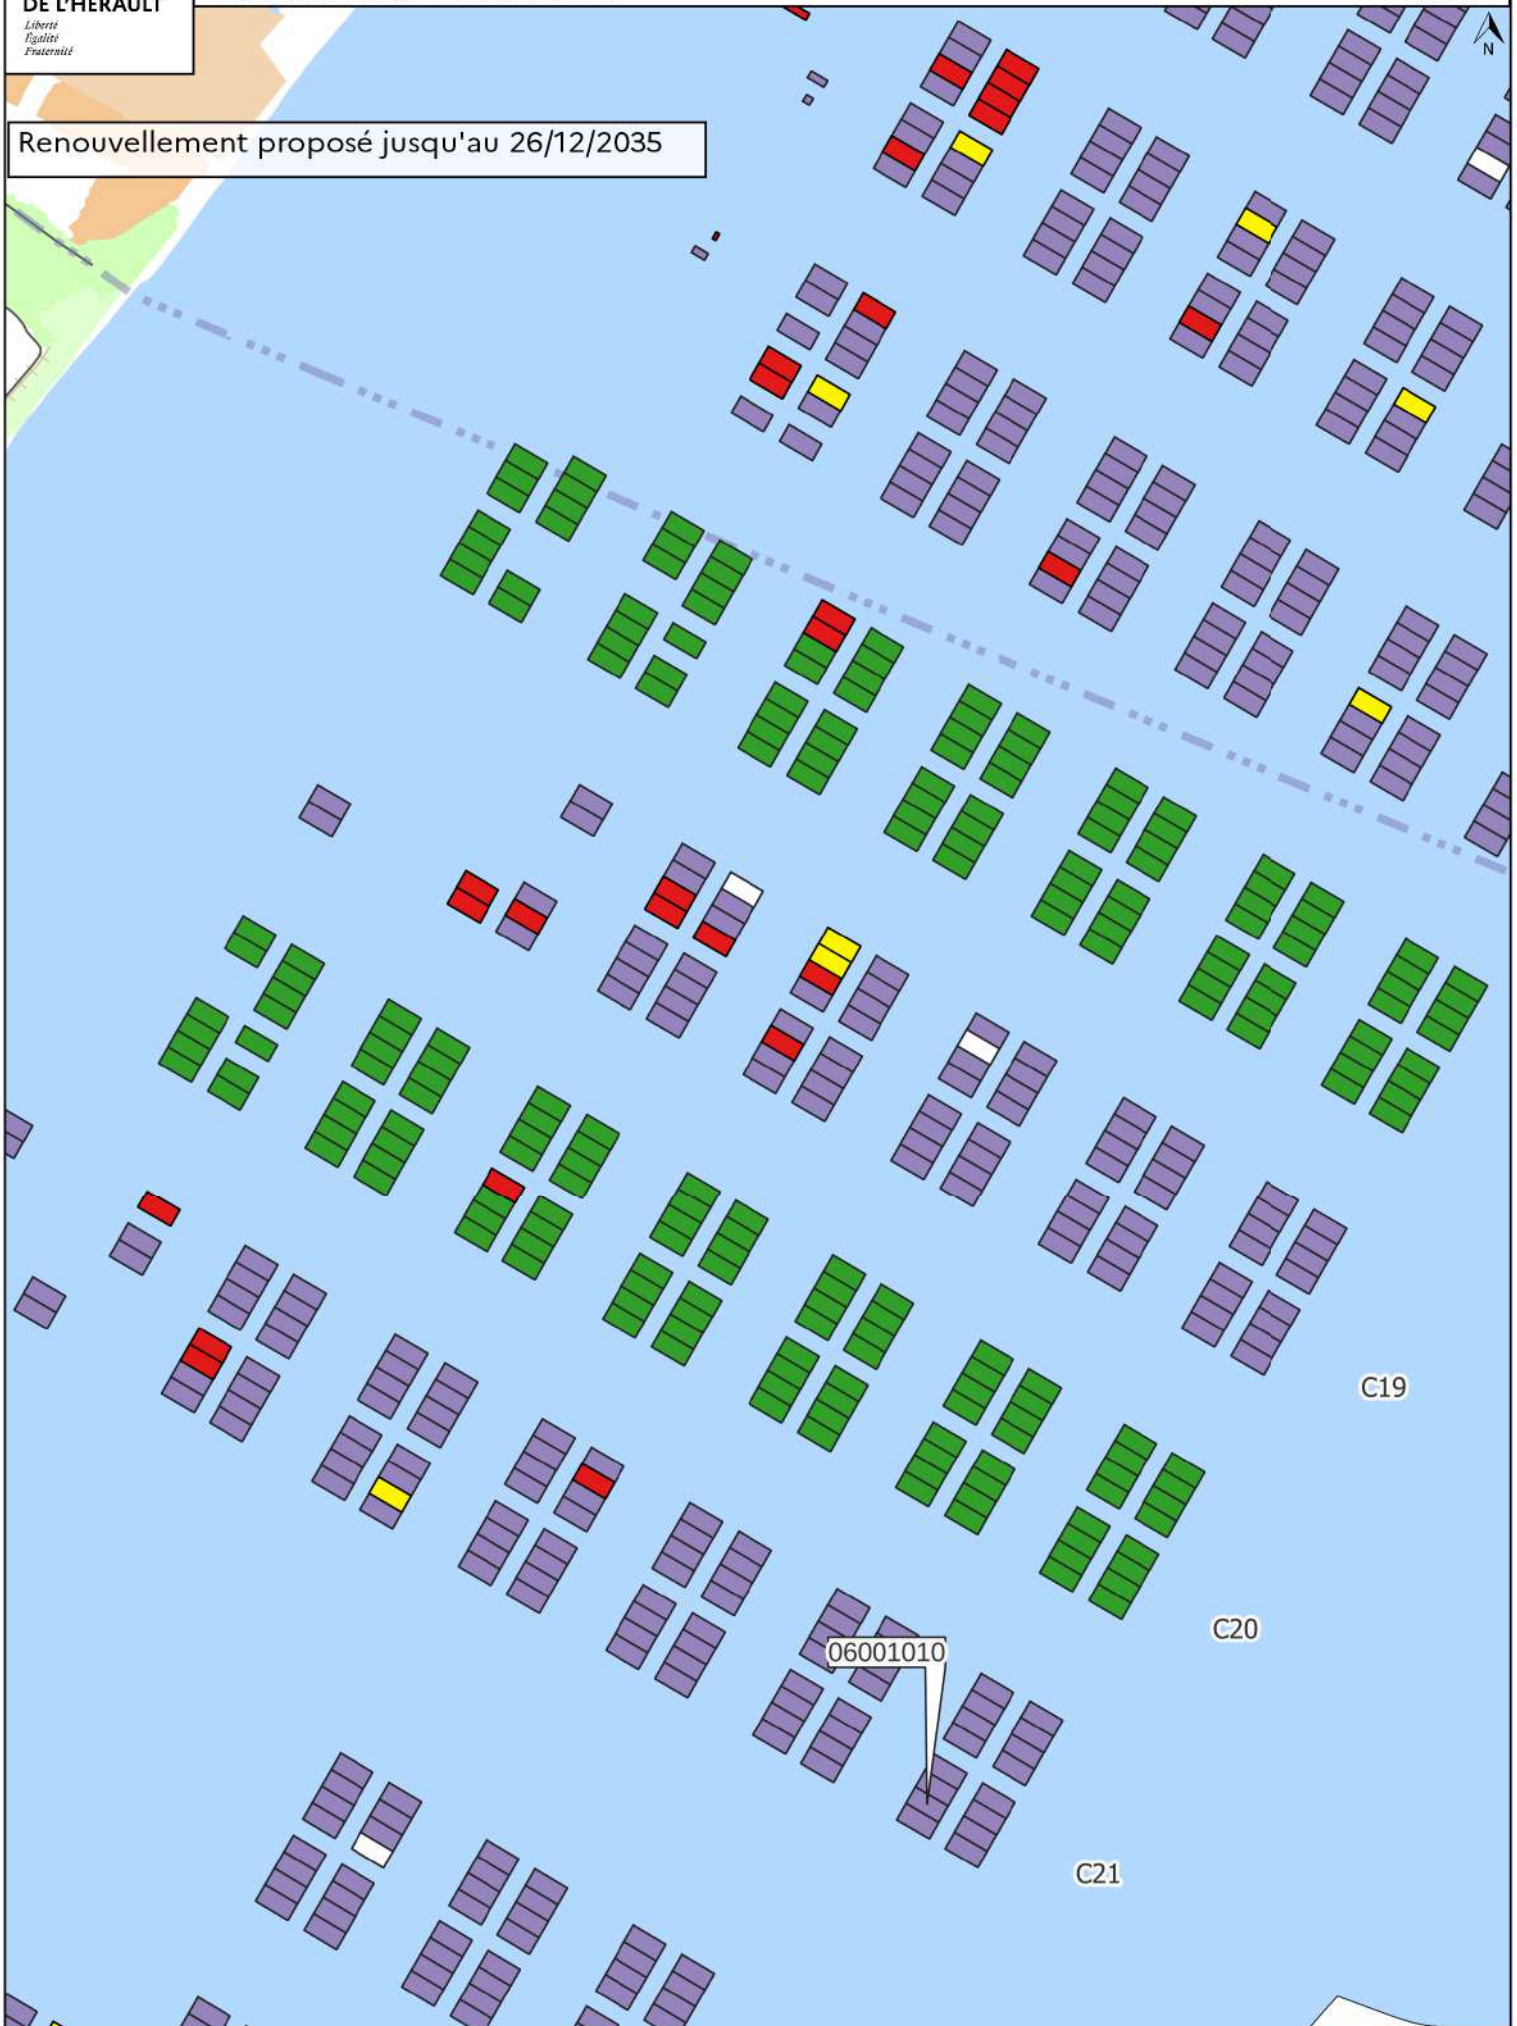 DE L'HÉRAULT
Liberté
Égalité
Fraternité
N
Renouvellement proposé jusqu'au 26/12/2035
C19
C20
06001010
C21